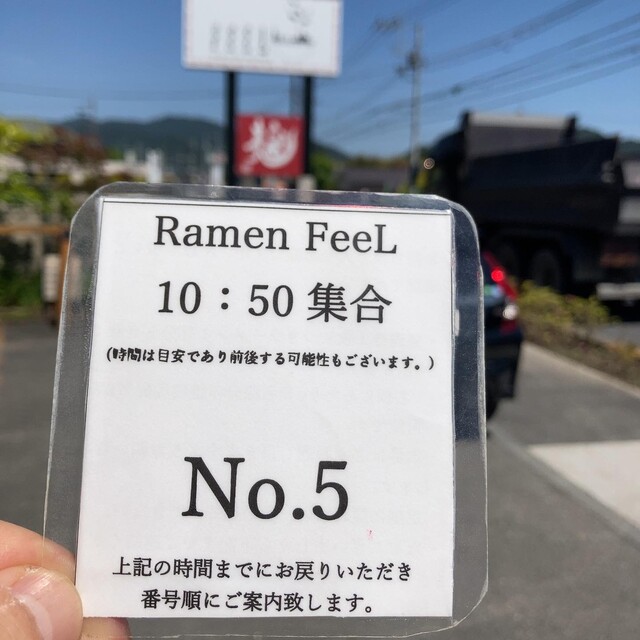 Ramen FeeL
10：50 集合
(時間は目安であり前後する可能性もございます。)
No.5
上記の時間までにお戻りいただき
番号順にご案内致します。